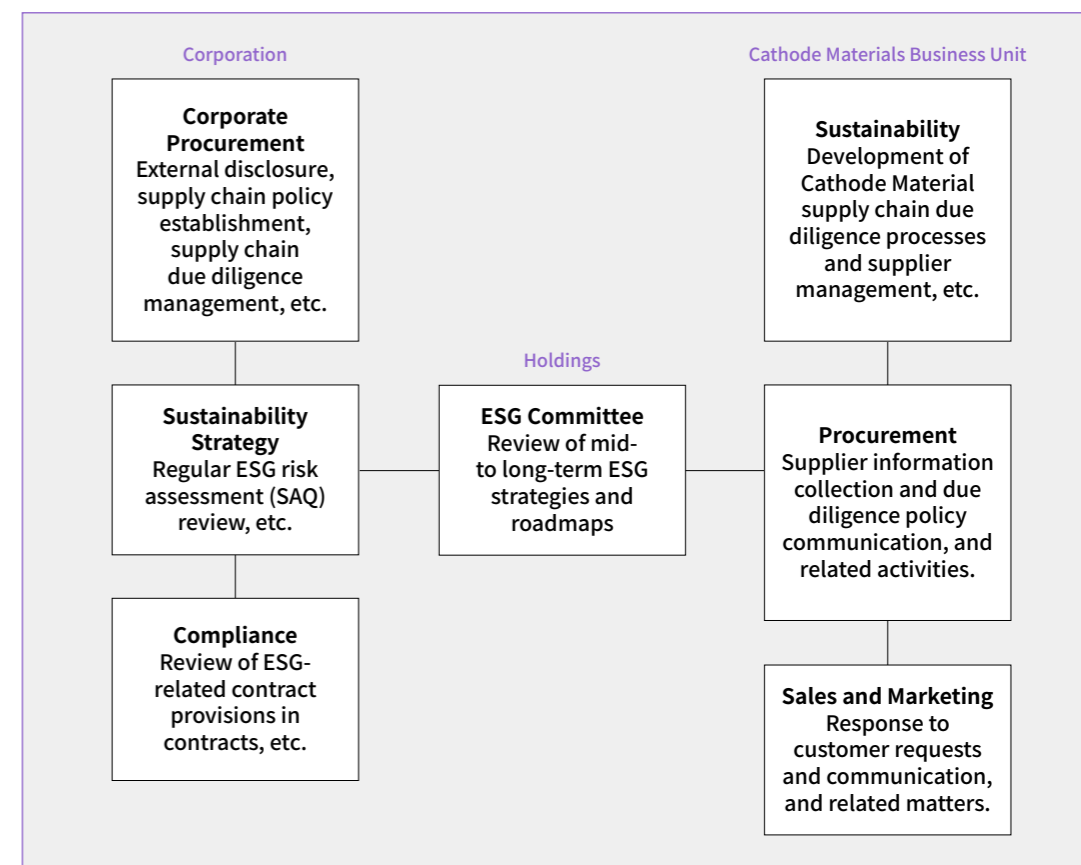 Corporation
Corporate
Procurement
External disclosure,
supply chain policy
establishment,
supply chain
due diligence
management, etc.
Sustainability
Strategy
Regular ESG risk
assessment (SAQ)
review, etc.
Compliance
Review of ESG-
related contract
provisions in
contracts, etc.
Holdings
ESG Committee
Review of mid-
to long-term ESG
strategies and
roadmaps
Cathode Materials Business Unit
Sustainability
Development of
Cathode Material
supply chain due
diligence processes
and supplier
management, etc.
Procurement
Supplier information
collection and due
diligence policy
communication, and
related activities.
Sales and Marketing
Response to
customer requests
and communication,
and related matters.